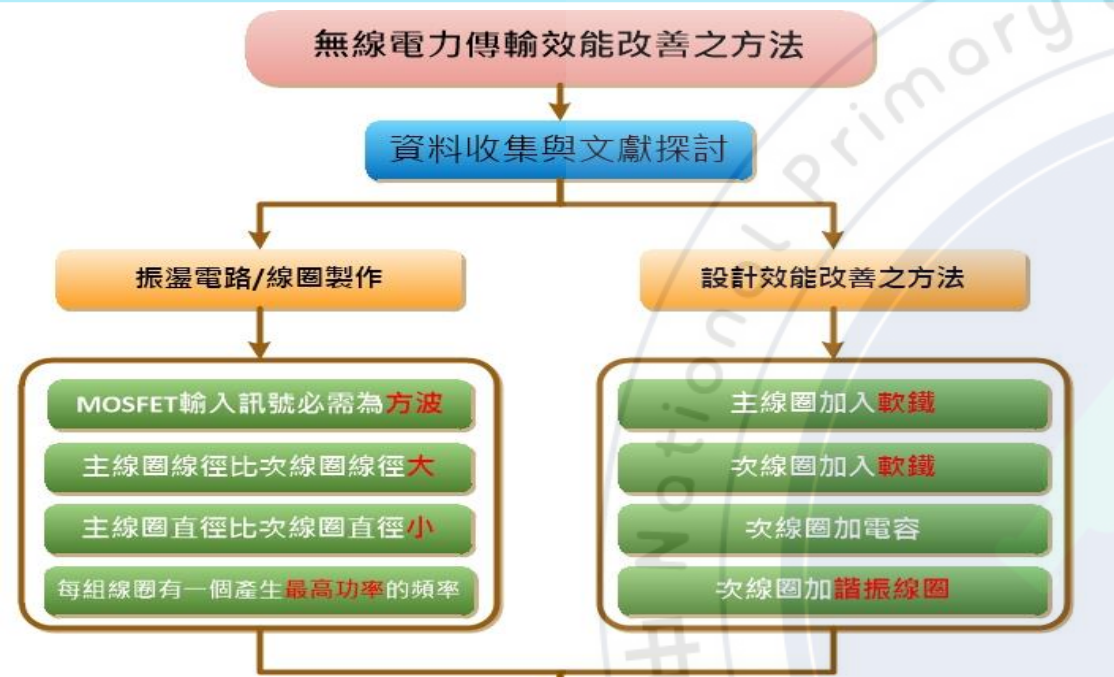 無線電力傳輸效能改善之方法
資料收集與文獻探討
振盪電路/線圈製作
MOSFET輸入訊號必需為方波
主線圈線徑比次線圈線徑大
主線圈直徑比次線圈直徑小
每組線圈有一個產生最高功率的頻率
設計效能改善之方法
主線圈加入軟鐵
次線圈加入軟鐵
次線圈加電容
次線圈加諧振線圈
National Primary